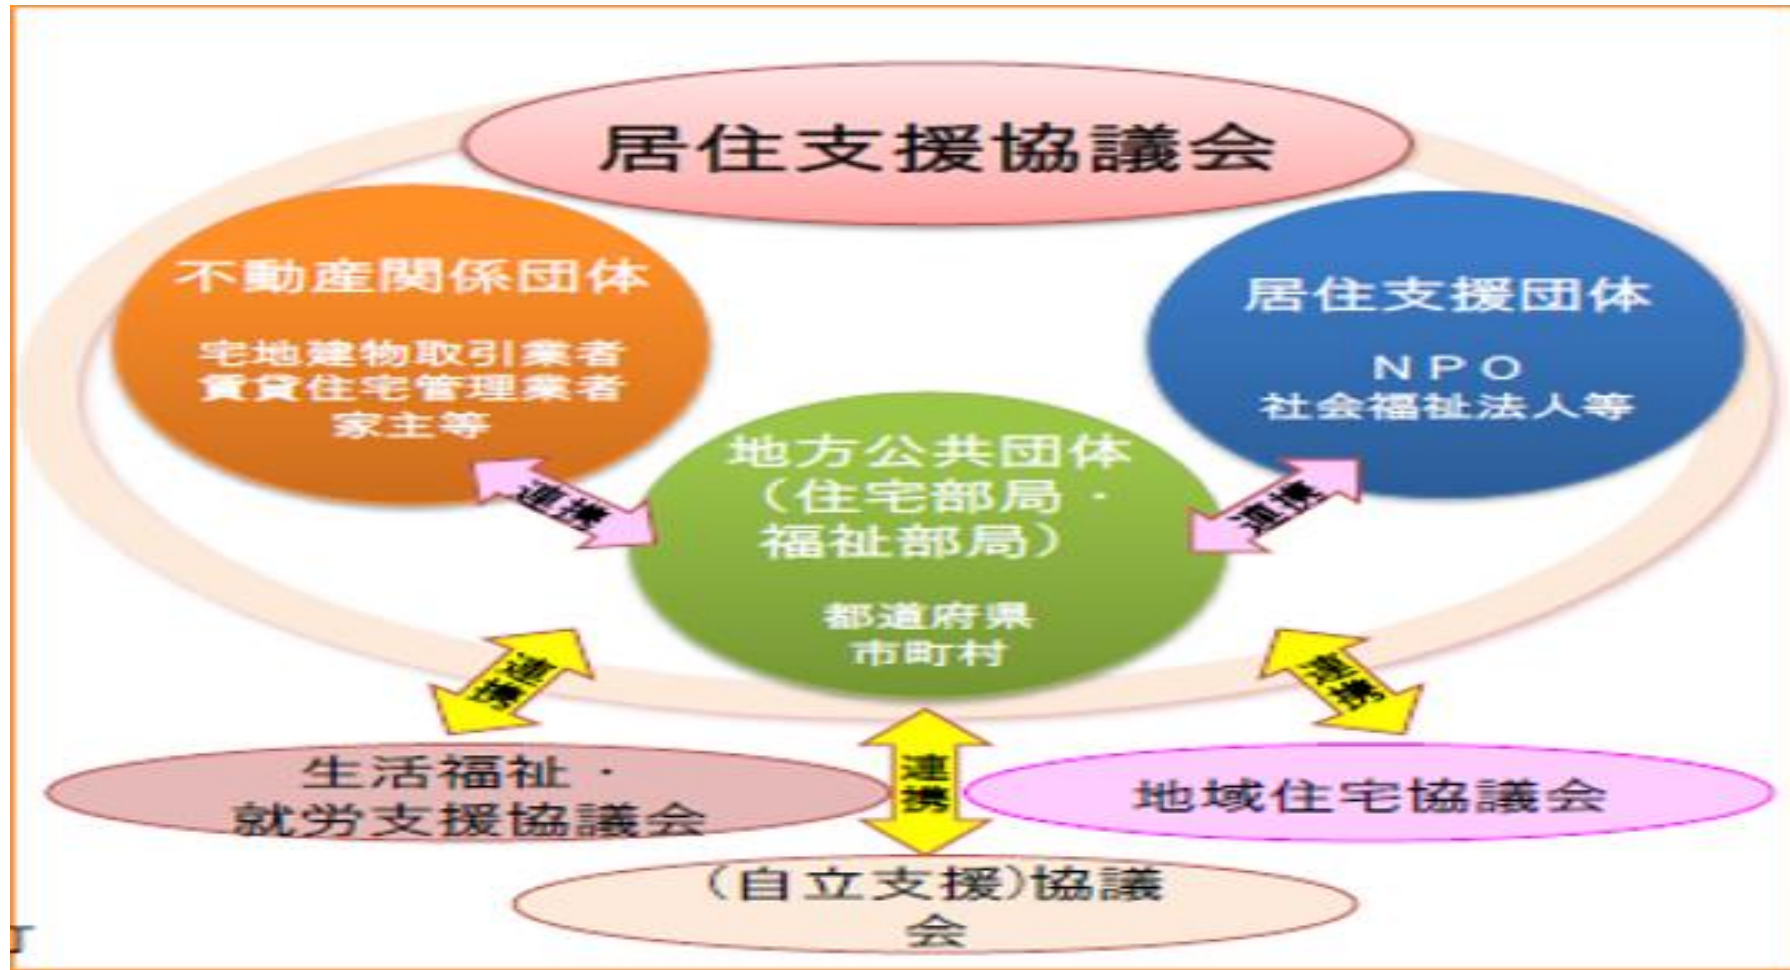 居住支援協議会
不動産関係団体
宅地建物取引業者
賃貸住宅管理業者
家主等
居住支援団体
ＮＰＯ
社会福祉法人等
地方公共団体
（住宅部局・
福祉部局）
都道府県
市町村
連携
連携
連携
連携
連携
生活福祉・
就労支援協議会
地域住宅協議会
（自立支援）協議
会